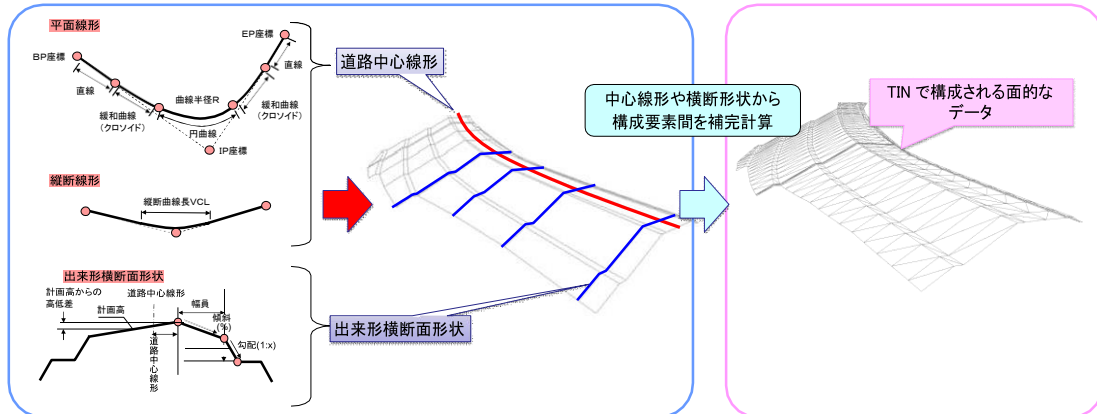 平面線形
BP座標
EP座標
直線
直線
曲線半径R
緩和曲線
(クロソイド)
緩和曲線
(クロソイド)
円曲線
IP座標
縦断線形
縦断曲線長VCL
出来形横断面形状
計画高からの
高低差
道路中心線形
計画高
幅員
傾斜
(%)
勾配(1:x)
道路中心線形
道路中心線形
出来形横断面形状
中心線形や横断形状から
構成要素間を補完計算
TINで構成される面的な
データ